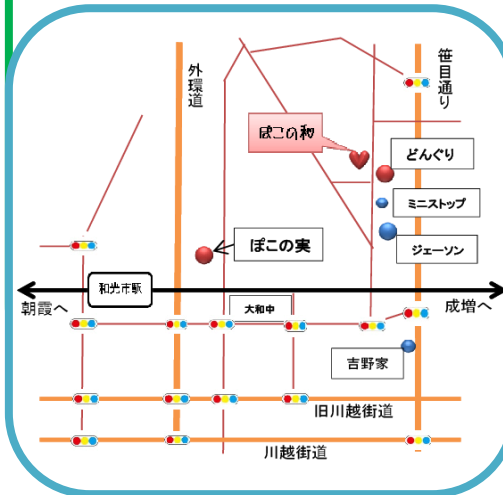 外環道
笹目通り
ぽこの和
どんぐり
ミニストップ
ぽこの実
ジェーソン
和光市駅
朝霞へ
大和中
成増へ
吉野家
旧川越街道
川越街道